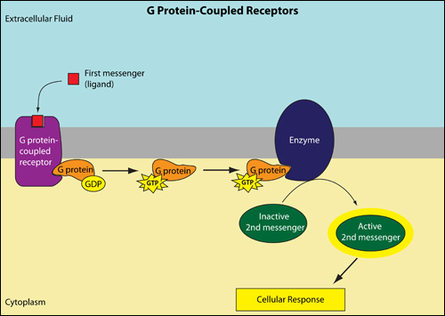 G Protein-Coupled Receptors
Extracellular Fluid
First messenger
(ligand)
G protein-
coupled
receptor
G protein
GDP
G protein
GTP
G protein
GTP
Enzyme
Inactive
2nd messenger
Active
2nd messenger
Cellular Response
Cytoplasm